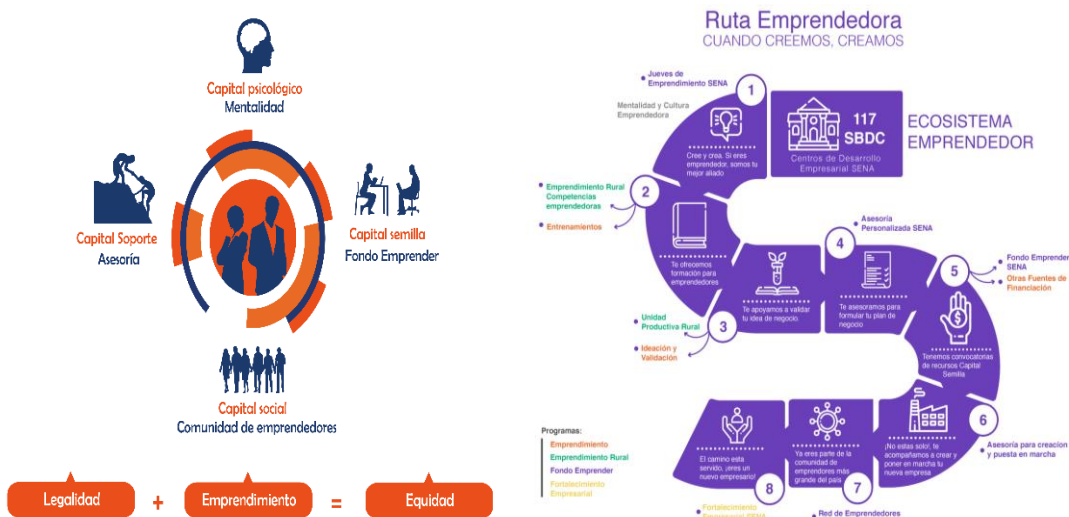 Capital psicológico
Mentalidad
Capital Soporte
Asesoría
Capital semilla
Fondo Emprender
Capital social
Comunidad de emprendedores
Legalidad
+
Emprendimiento
=
Equidad
Ruta Emprendedora
CUANDO CREEMOS, CREAMOS
Jueves de
Emprendimiento SENA
1
Mentalidad y Cultura
Emprendedora
Cree y crea. Si eres
emprendedor, somos tu
mejor aliado
117
SBDC
Centros de Desarrollo
Empresarial SENA
ECOSISTEMA
EMPRENDEDOR
2
Emprendimiento Rural
Competencias
emprendedoras
Entrenamientos
Te ofrecemos
formación para
emprendedores
Unidad
Productiva Rural
Ideación y
Validación
3
Te apoyamos a validar
tu idea de negocio
4
Asesoría
Personalizada SENA
Te asesoramos para
formular tu plan de
negocio
5
Fondo Emprender
SENA
Otras Fuentes de
Financiación
Tenemos convocatorias
de recursos Capital
Semilla
6
Asesoría para creacion
y puesta en marcha
¡No estas solo!, te
acompañamos a crear y
poner en marcha tu
nueva empresa
7
Red de Emprendedores
Ya eres parte de la
comunidad de
emprendores más
grande del país
8
Fortalecimiento
Empresarial SENA
El camino esta
servido, ¡eres un
nuevo empresario!
Programas:
Emprendimiento
Emprendimiento Rural
Fondo Emprender
Fortalecimiento
Empresarial